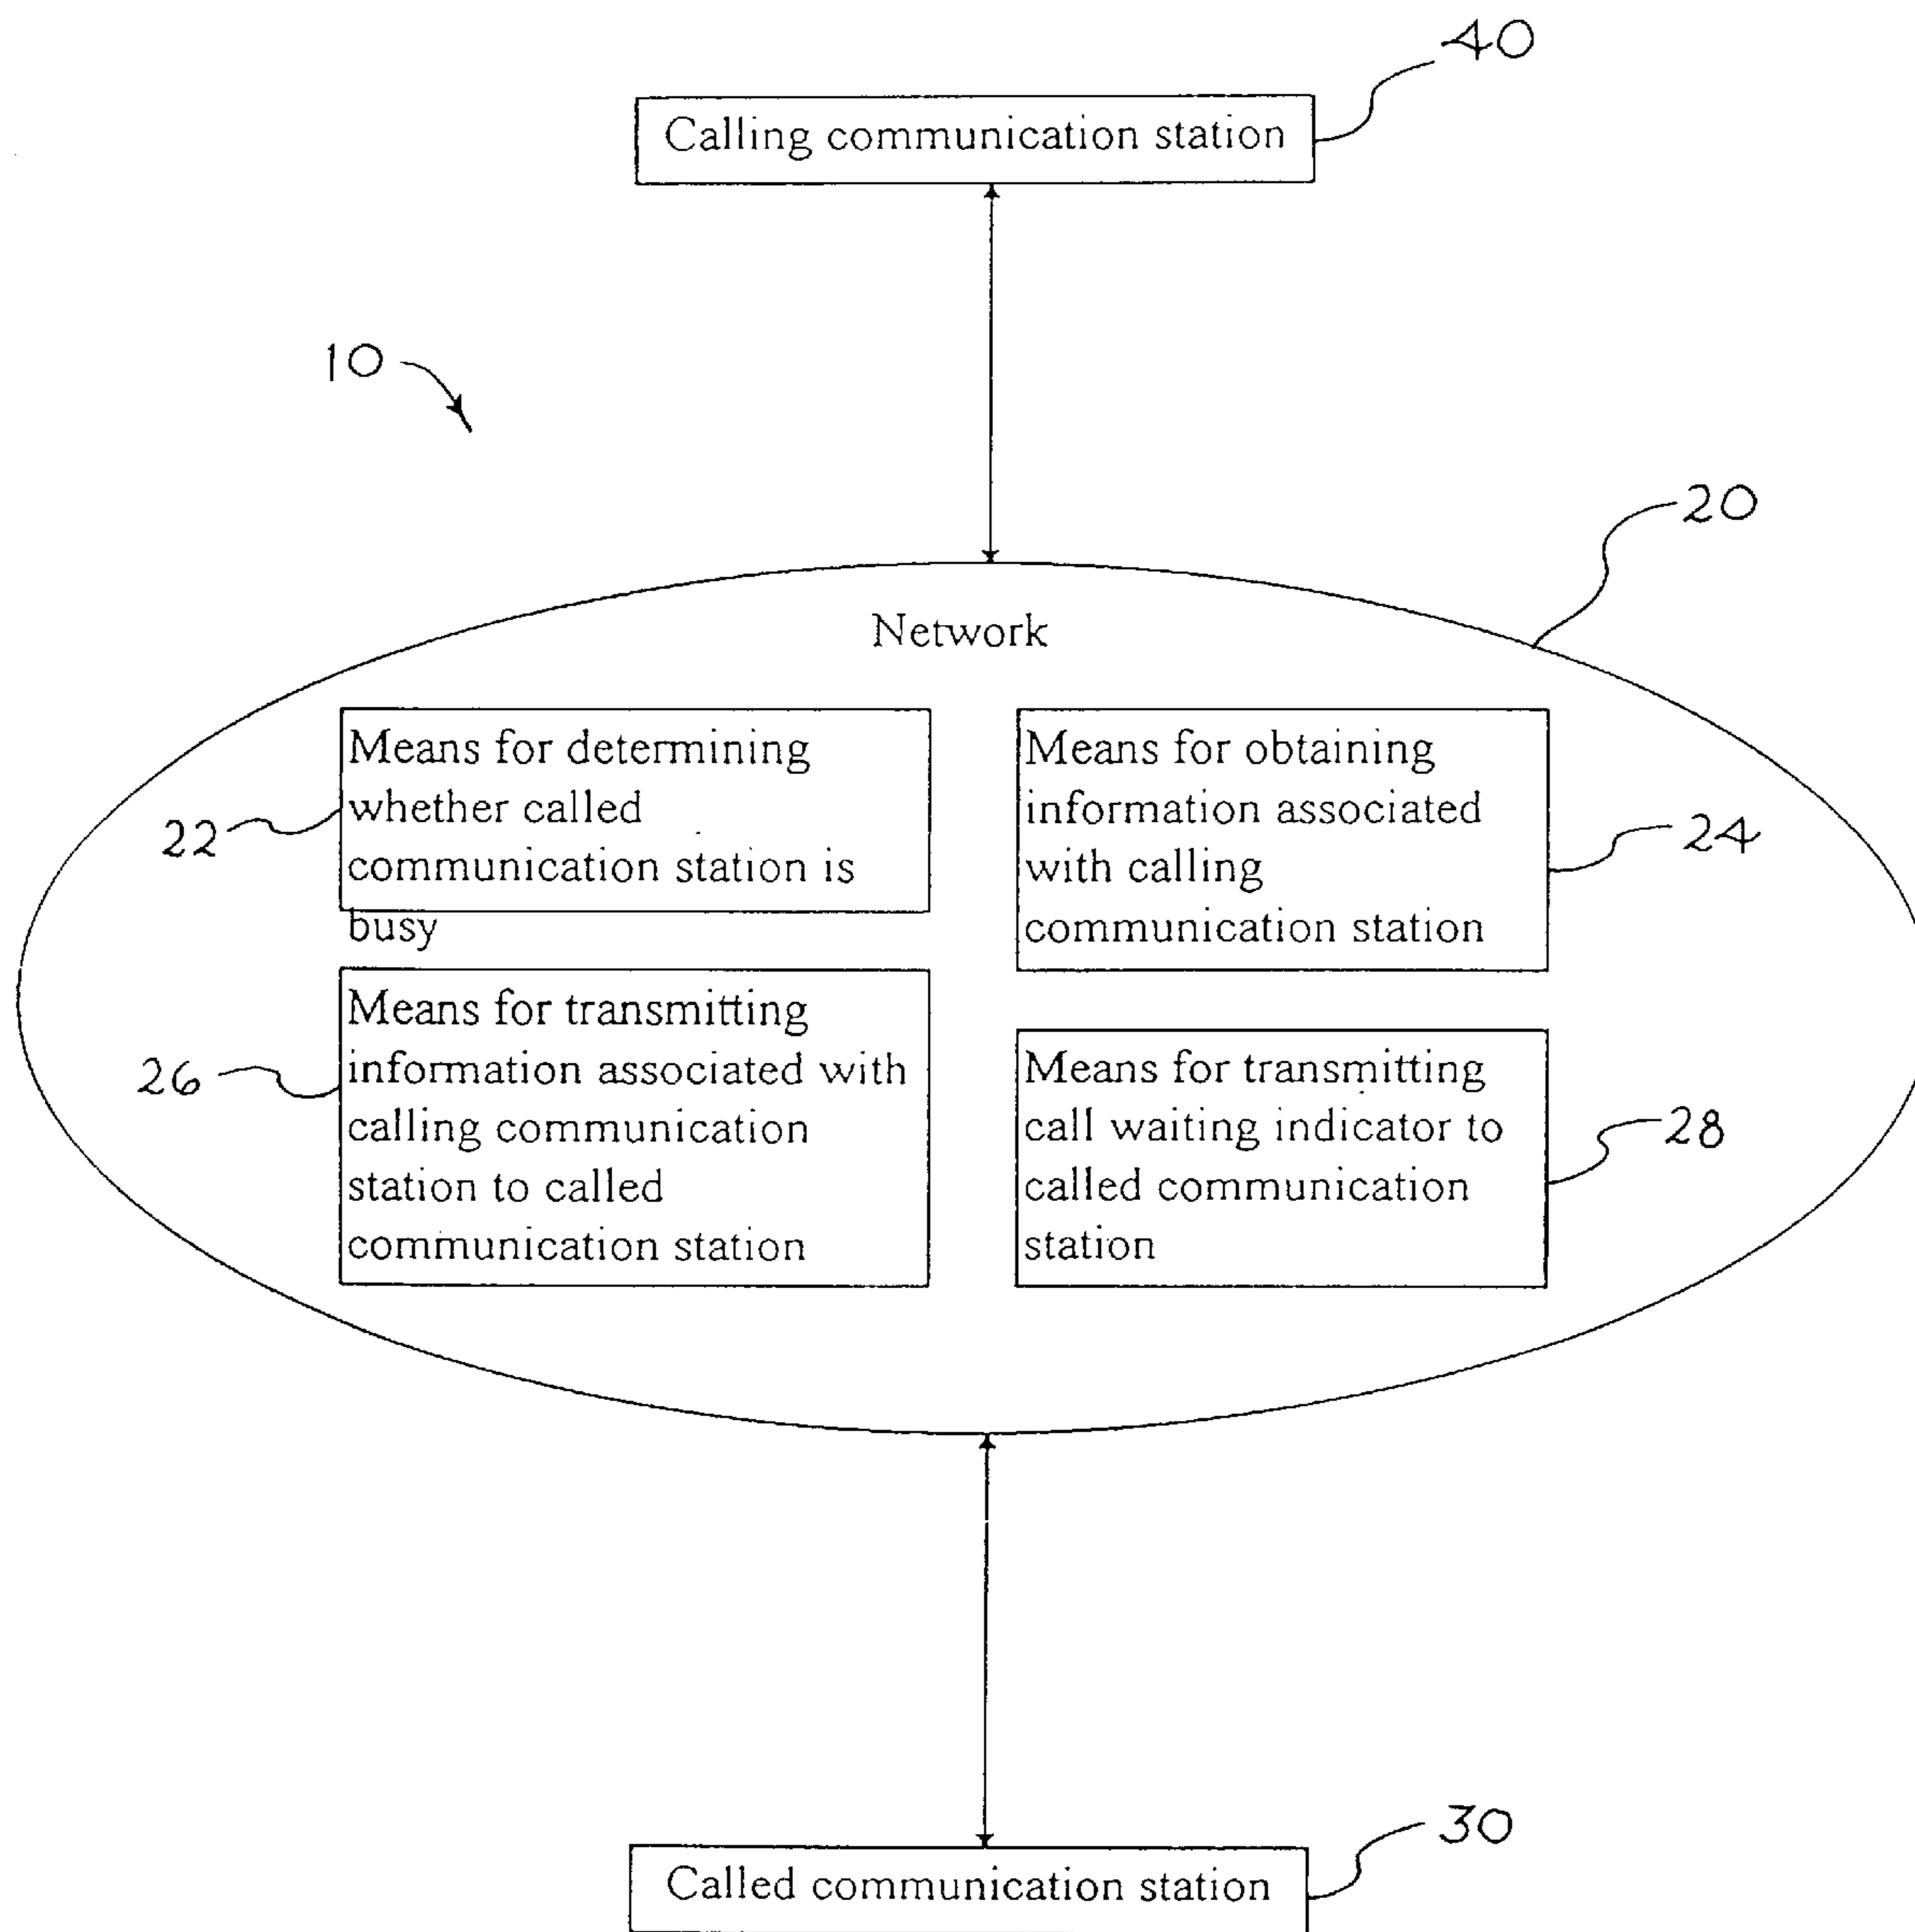 40
Calling communication station
10
20
Network
Means for determining
whether called
communication station is
busy
22
Means for obtaining
information associated
with calling
communication station
24
Means for transmitting
information associated with
calling communication
station to called
communication station
26
Means for transmitting
call waiting indicator to
called communication
station
28
30
Called communication station